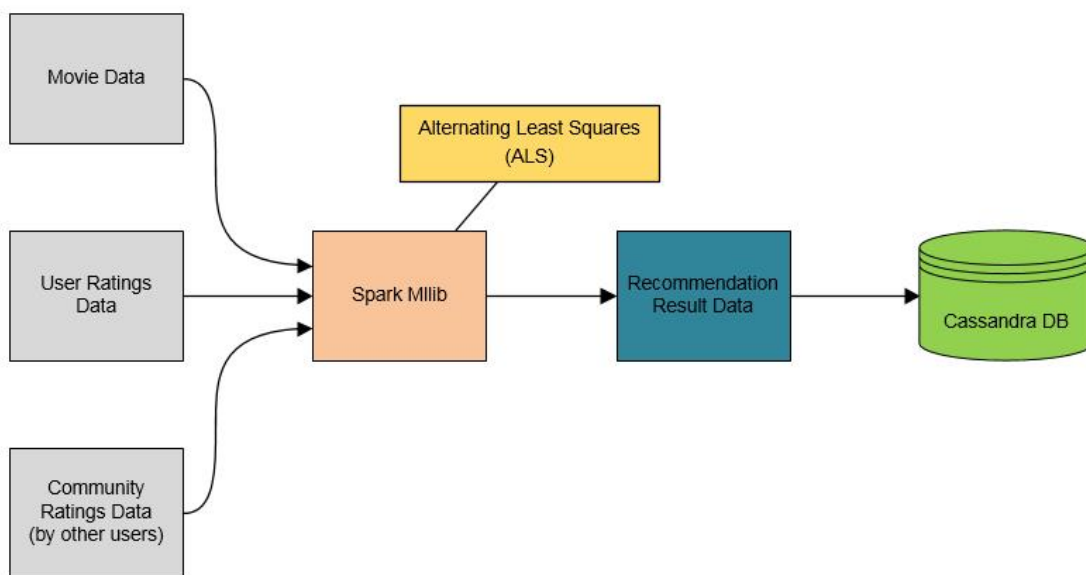 Movie Data
Alternating Least Squares
(ALS)
User Ratings
Data
Spark Mllib
Recommendation
Result Data
Cassandra DB
Community
Ratings Data
(by other users)